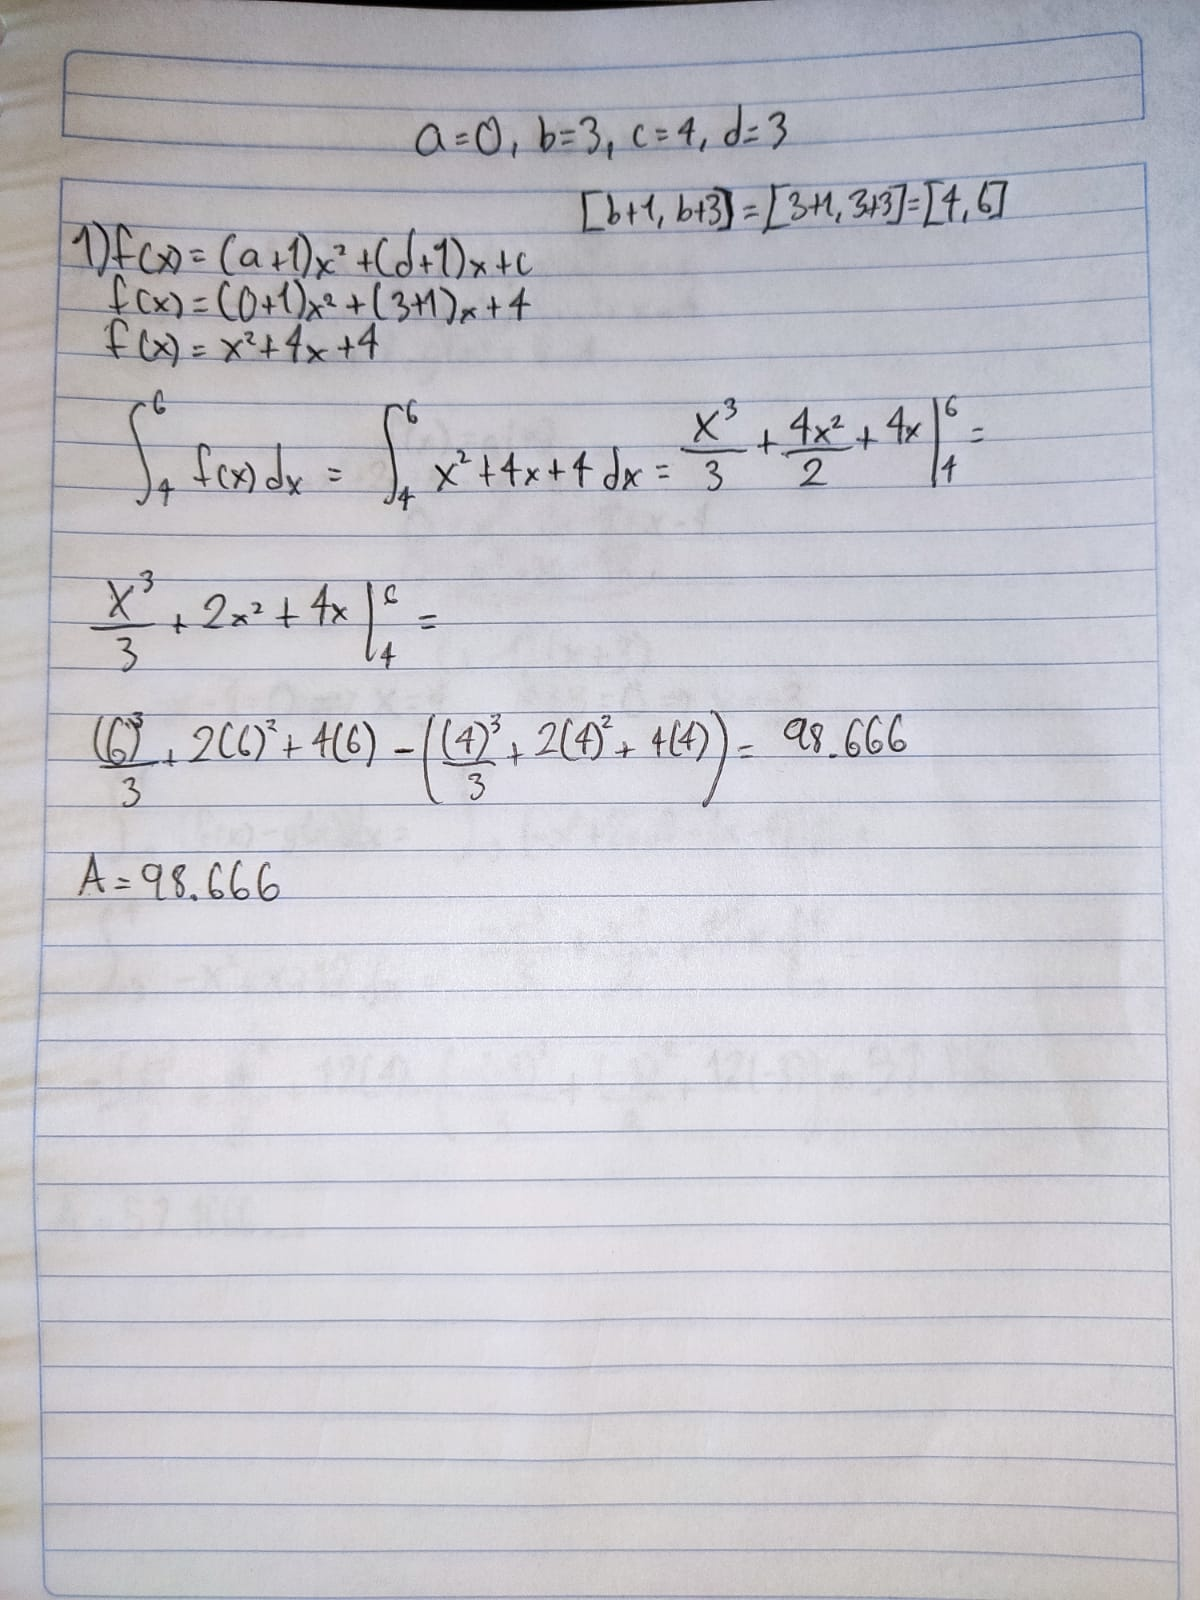 a=0, b=3, c=4, d=3
[b+1, b+3]=[3+1, 3+3]=[4, 6]
1) f(x)=(a+1)x²+(d+1)x+c
f(x)=(0+1)x²+(3+1)x+4
f(x)=x²+4x+4
∫₄⁶ f(x)dx = ∫₄⁶ x²+4x+4 dx = x³/3 + 4x²/2 + 4x |₄⁶ =
x³/3 + 2x² + 4x |₄⁶ =
(6)³/3 + 2(6)² + 4(6) - ((4)³/3 + 2(4)² + 4(4)) = 98.666
A=98.666